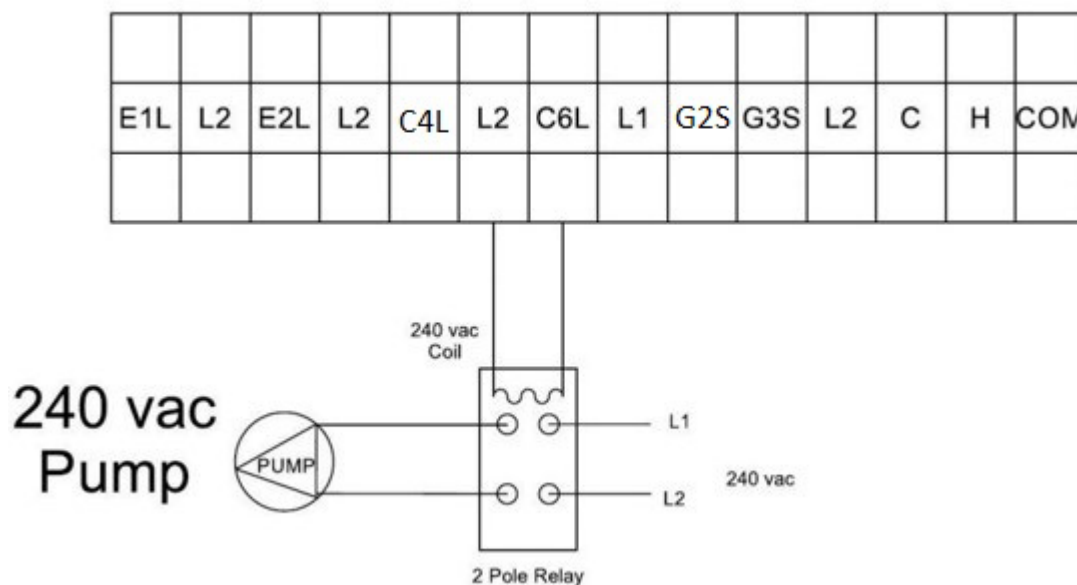 E1L L2 E2L L2 C4L L2 C6L L1 G2S G3S L2 C H COM
240 vac
Coil
240 vac
Pump
PUMP
L1
L2
240 vac
2 Pole Relay